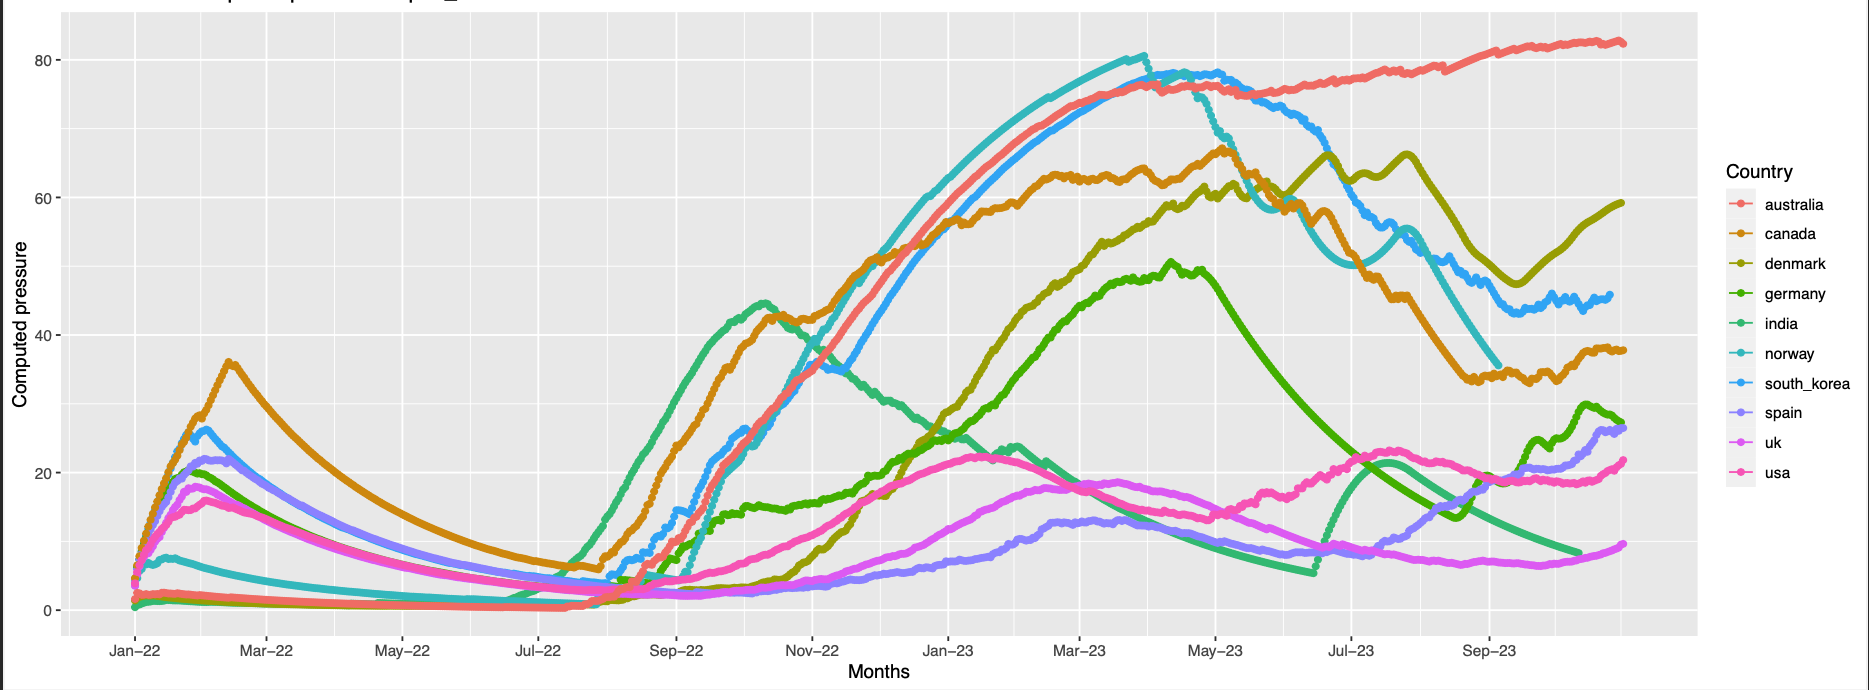 Computed pressure
80
60
40
20
0
Jan–22 Mar–22 May–22 Jul–22 Sep–22 Nov–22 Jan–23 Mar–23 May–23 Jul–23 Sep–23
Months
Country
australia
canada
denmark
germany
india
norway
south_korea
spain
uk
usa